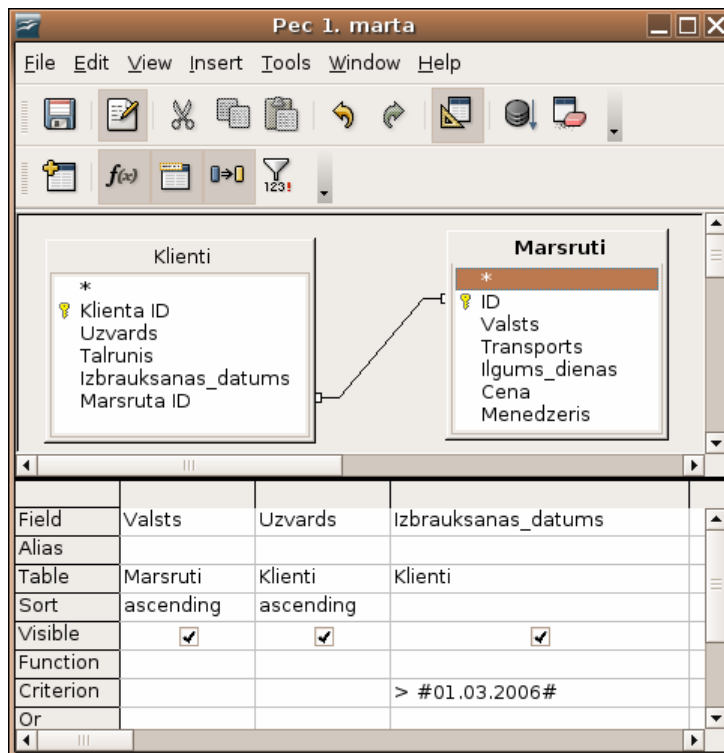 Pec 1. marta
File Edit View Insert Tools Window Help
f(x) 123!
Klienti
*
Klienta ID
Uzvards
Talrunis
Izbrauksanas_datums
Marsruta ID
Marsruti
*
ID
Valsts
Transports
Ilgums_dienas
Cena
Menedzeris
Field Valsts Uzvards Izbrauksanas_datums
Alias
Table Marsruti Klienti Klienti
Sort ascending ascending
Visible
Function
Criterion > #01.03.2006#
Or